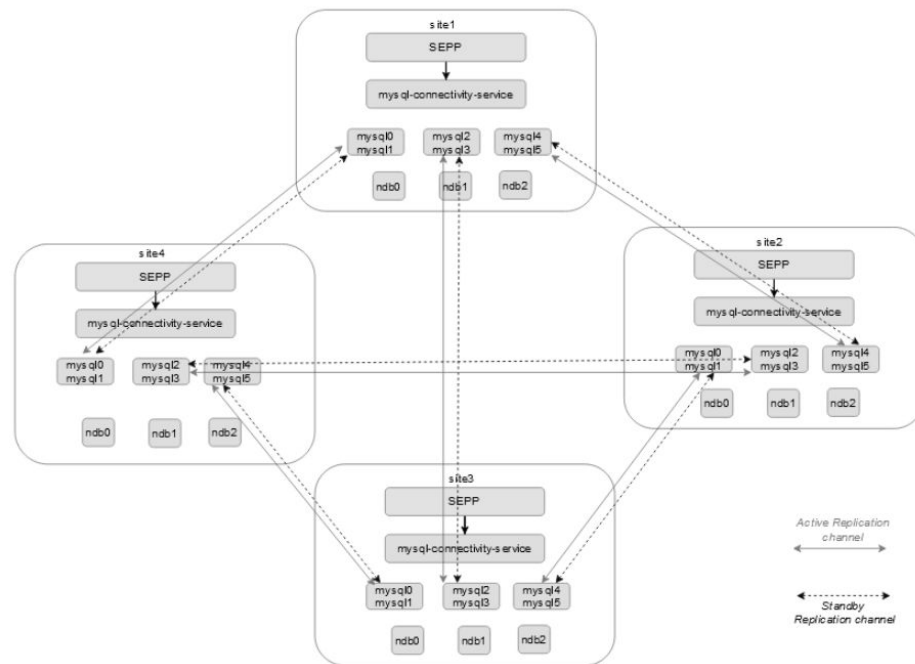 site1
SEPP
mysql-connectivity-service
mysql0
mysql1
mysql2
mysql3
mysql4
mysql5
ndb0
ndb1
ndb2
site4
SEPP
mysql-connectivity-service
mysql0
mysql1
mysql2
mysql3
mysql4
mysql5
ndb0
ndb1
ndb2
site2
SEPP
mysql-connectivity-service
mysql0
mysql1
mysql2
mysql3
mysql4
mysql5
ndb0
ndb1
ndb2
site3
SEPP
mysql-connectivity-service
mysql0
mysql1
mysql2
mysql3
mysql4
mysql5
ndb0
ndb1
ndb2
Active Replication
channel
Standby
Replication channel